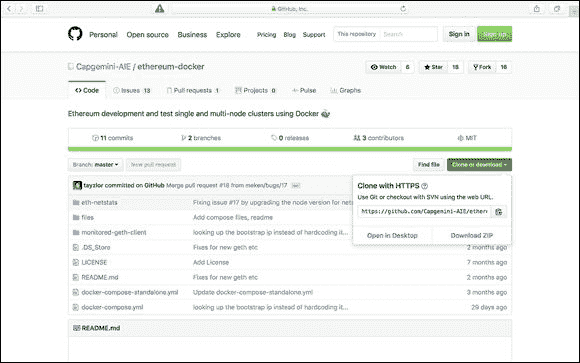 GitHub, Inc.
Personal Open source Business Explore Pricing Blog Support This repository Search Sign in Sign up
Capgemini-AIE / ethereum-docker Watch 6 Star 18 Fork 16
Code Issues 13 Pull requests 1 Projects 0 Pulse Graphs
Ethereum development and test single and multi-node clusters using Docker
11 commits 2 branches 0 releases 3 contributors MIT
Branch: master New pull request Find file Clone or download
tayzlor committed on GitHub Merge pull request #18 from meken/bugs/17 ...
Clone with HTTPS
Use Git or checkout with SVN using the web URL.
https://github.com/Capgemini-AIE/ethere
Open in Desktop Download ZIP
eth-netstats Fixing issue #17 by upgrading the node version for net
files Add compose files, readme
monitored-geth-client looking up the bootstrap ip instead of hardcoding it...
.DS_Store Fixes for new geth etc 2 months ago
LICENSE Add License
README.md Fixes for new geth etc 2 months ago
docker-compose-standalone.yml Update docker-compose-standalone.yml 3 months ago
docker-compose.yml looking up the bootstrap ip instead of hardcoding it... 29 days ago
README.md